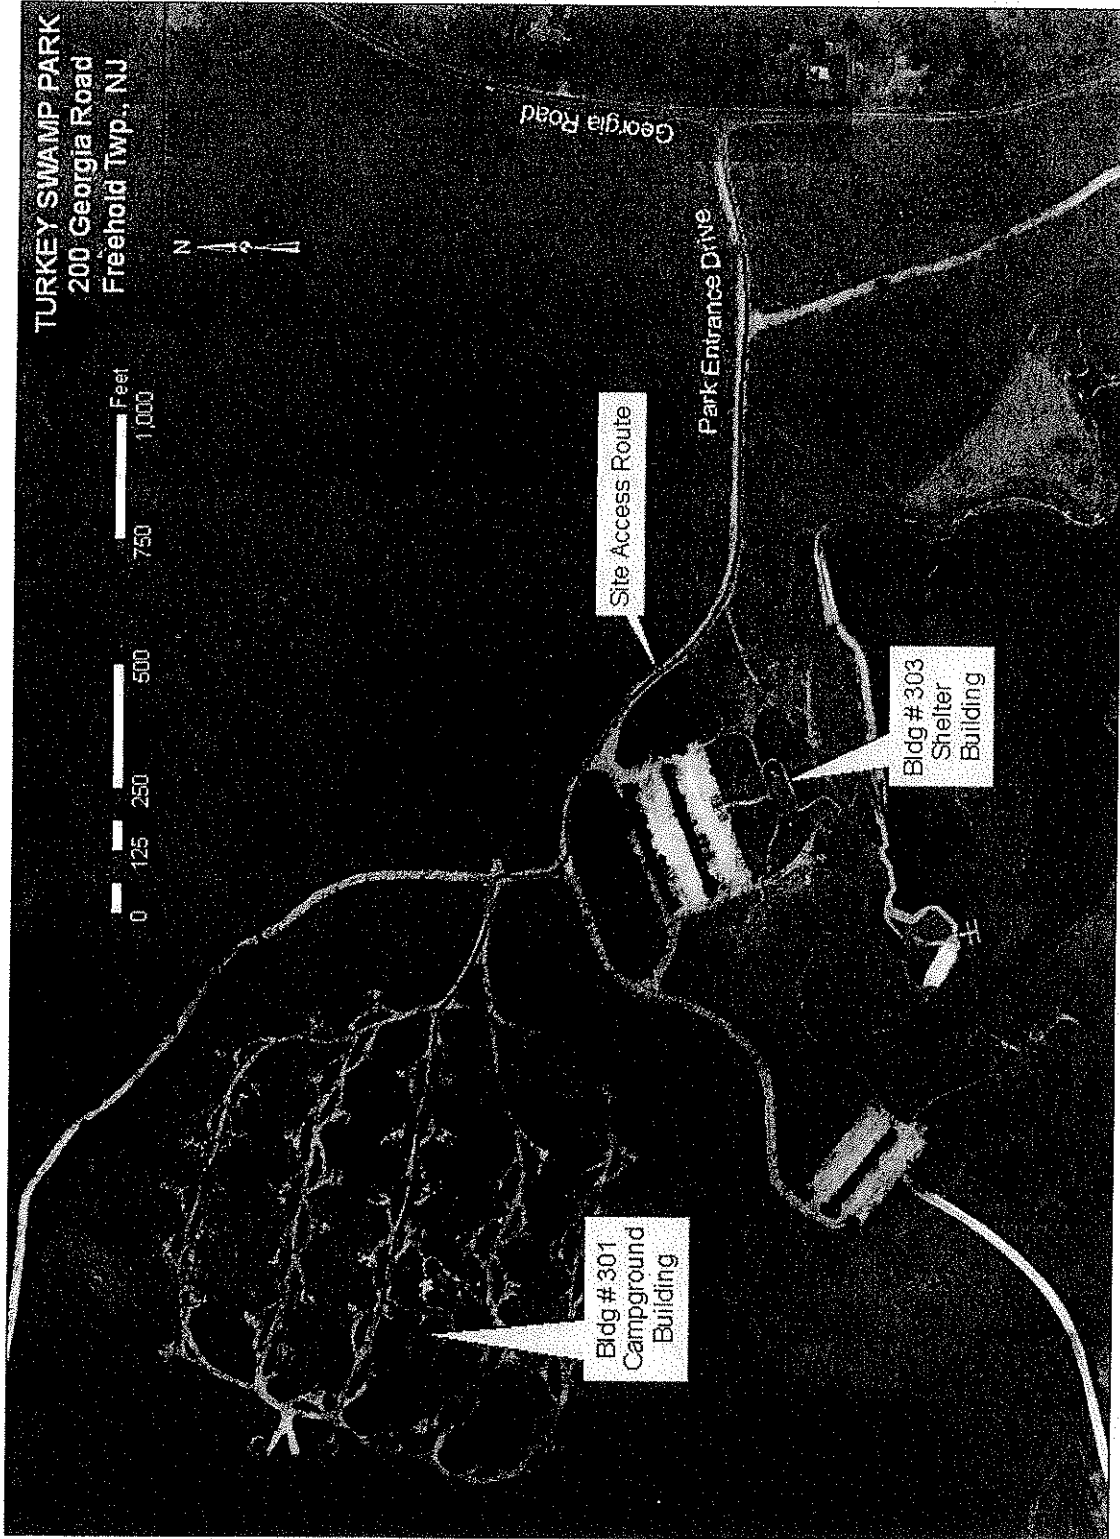 TURKEY SWAMP PARK
200 Georgia Road
Freehold Twp., NJ
N
0 125 250 500 750 1,000
Feet
Georgia Road
Park Entrance Drive
Site Access Route
Bldg # 303
Shelter
Building
Bldg # 301
Campground
Building